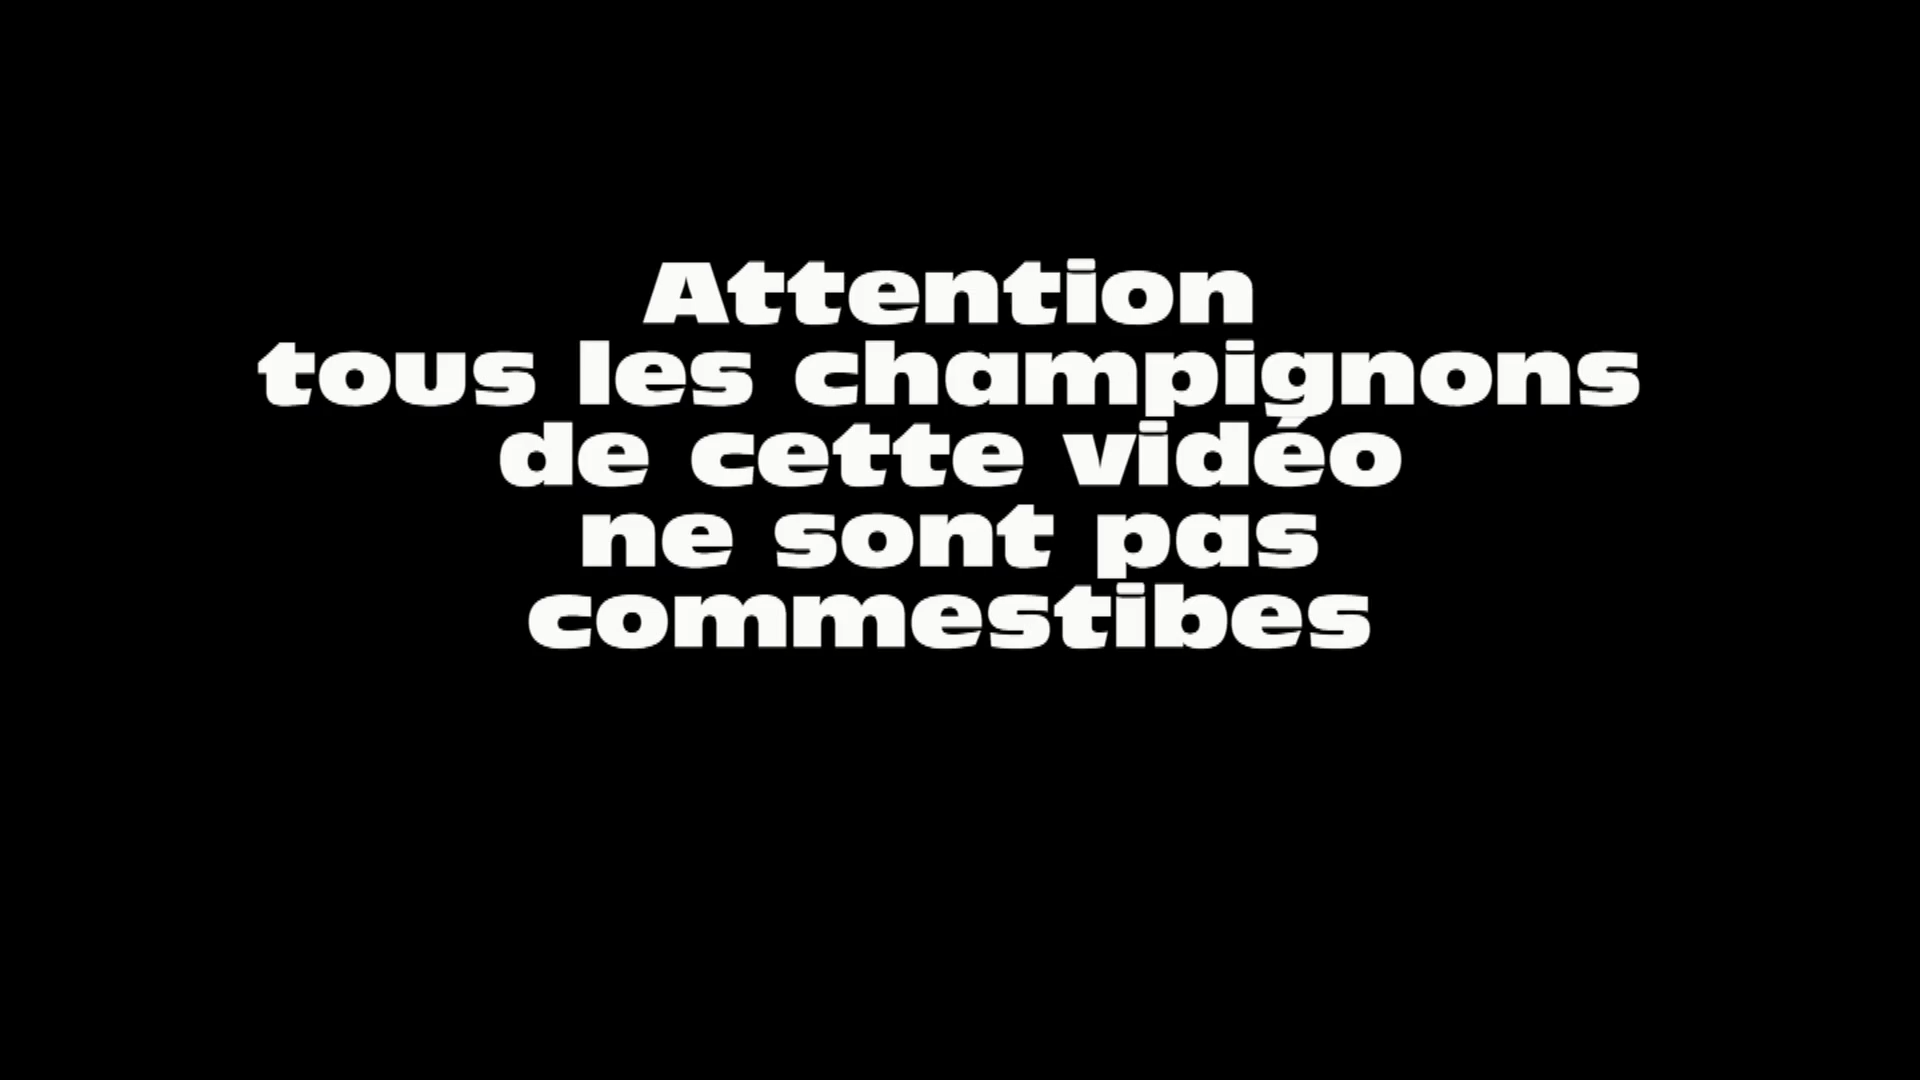 Attention
tous les champignons
de cette vidéo
ne sont pas
commestibes